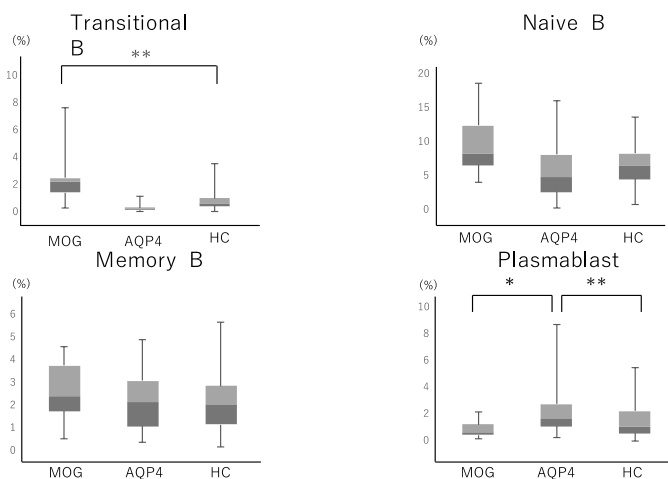 Transitional
B
(%)
**
10
8
6
4
2
0
MOG
AQP4
HC
Naive B
(%)
20
15
10
5
0
MOG
AQP4
HC
Memory B
(%)
6
5
4
3
2
1
0
MOG
AQP4
HC
Plasmablast
(%)
*
**
10
8
6
4
2
0
MOG
AQP4
HC